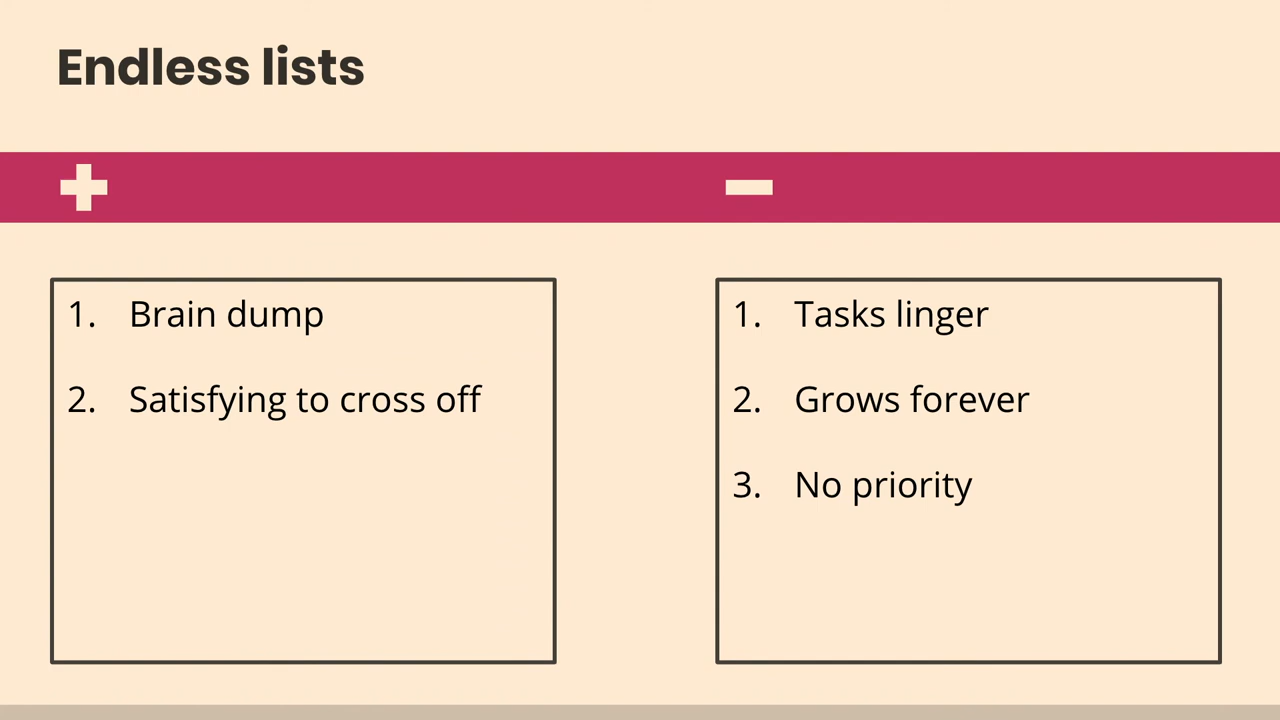 Endless lists
+
−
1. Brain dump
2. Satisfying to cross off
1. Tasks linger
2. Grows forever
3. No priority